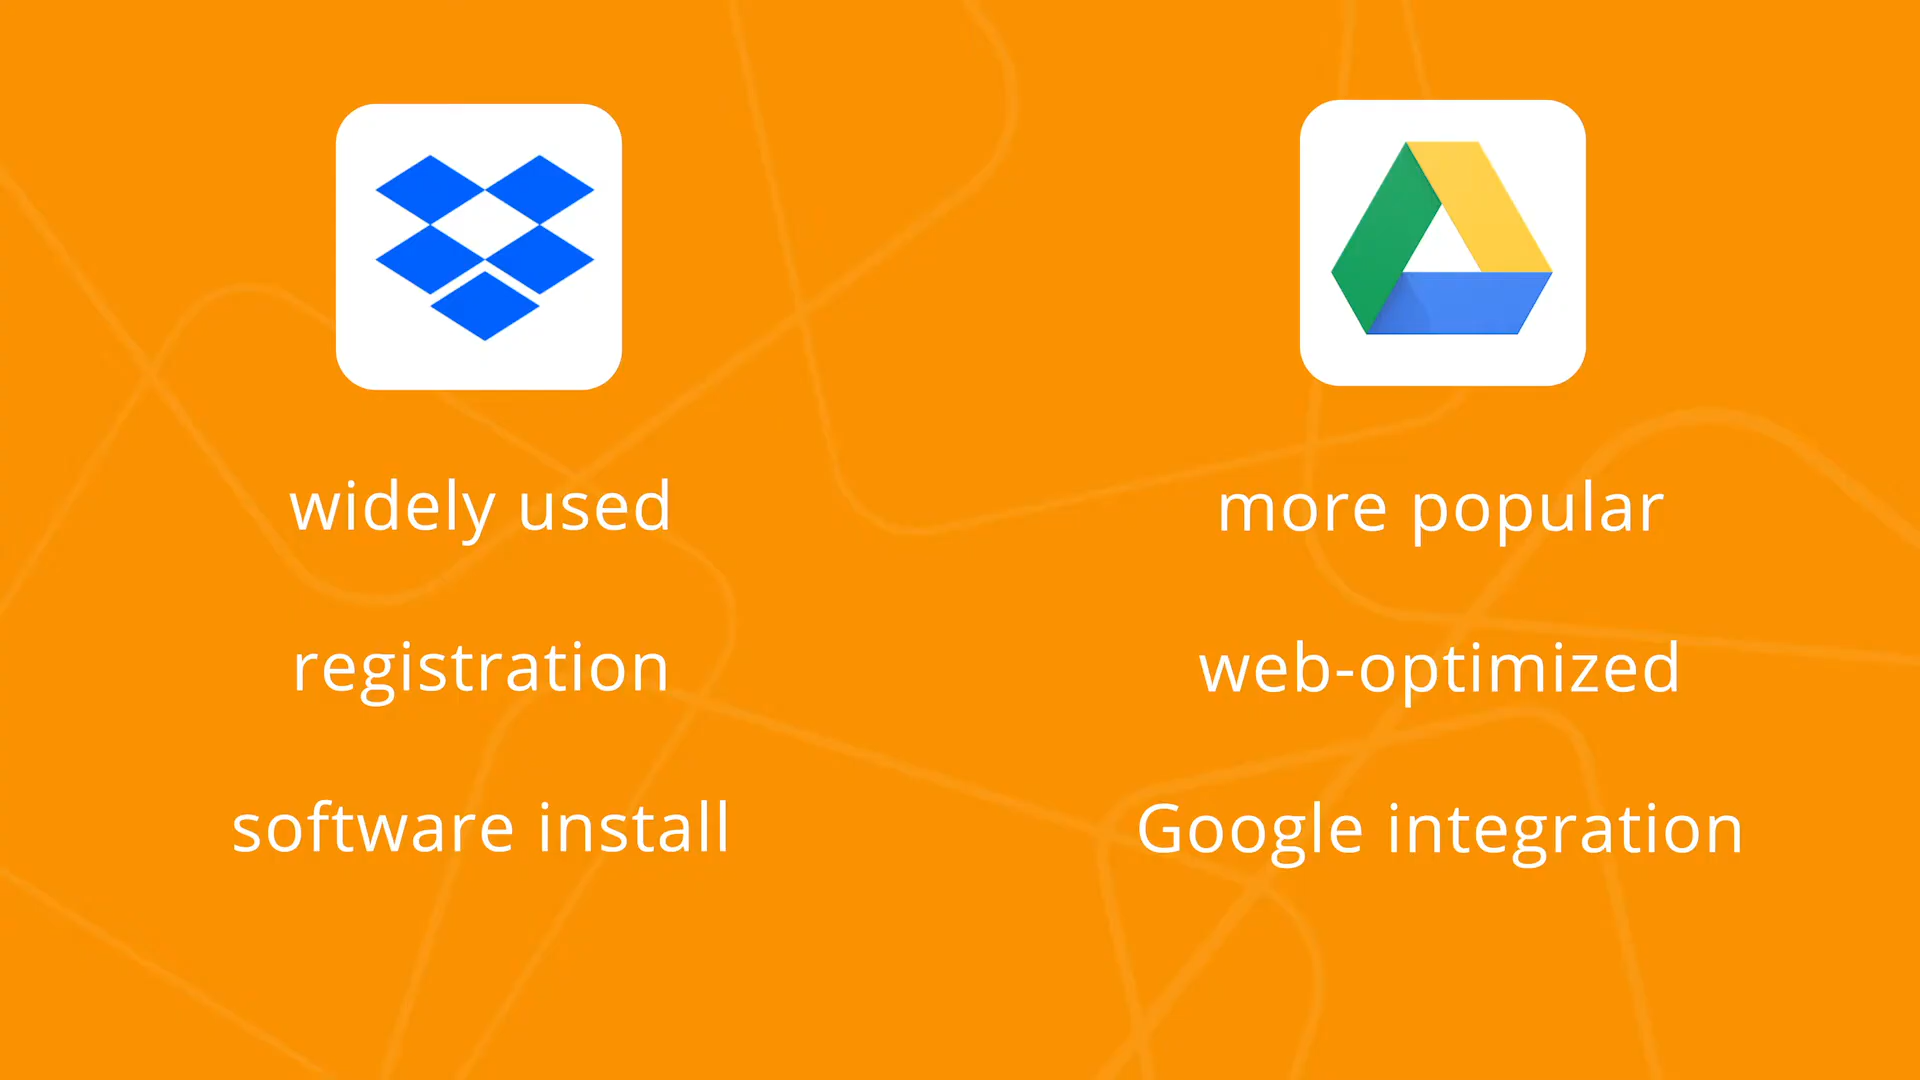 widely used
registration
software install
more popular
web-optimized
Google integration